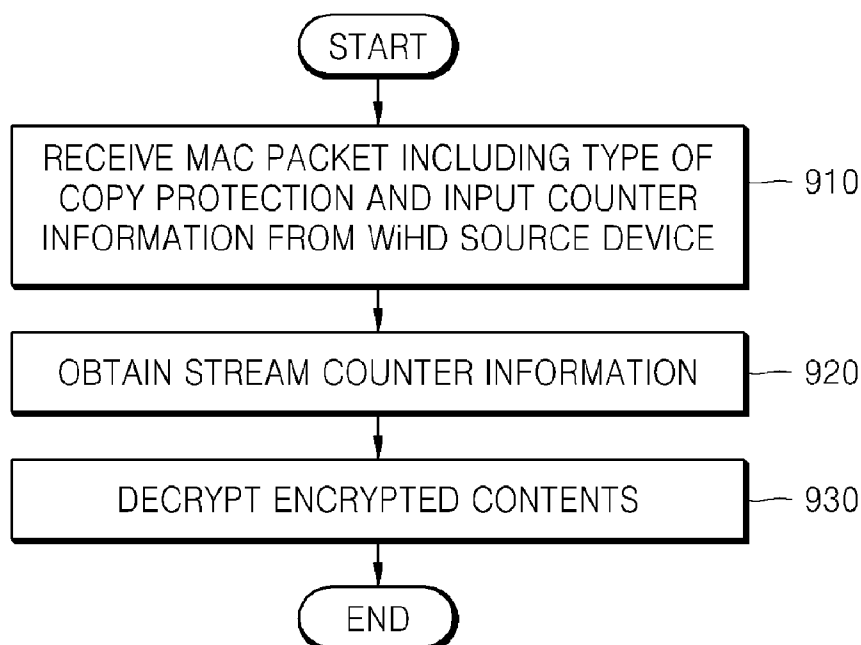 START
RECEIVE MAC PACKET INCLUDING TYPE OF
COPY PROTECTION AND INPUT COUNTER
INFORMATION FROM WiHD SOURCE DEVICE
910
OBTAIN STREAM COUNTER INFORMATION
920
DECRYPT ENCRYPTED CONTENTS
930
END